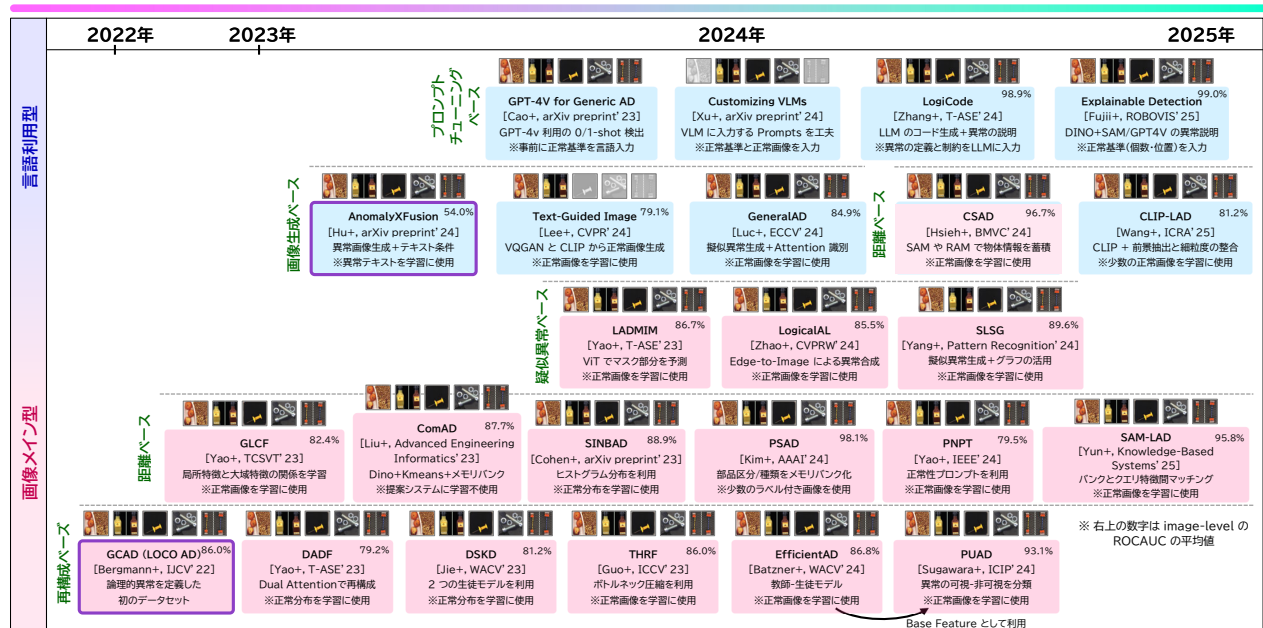 2022年
2023年
2024年
2025年
言語利用型
画像メイン型
プロンプト
チューニング
ベース
GPT-4V for Generic AD
[Cao+, arXiv preprint’ 23]
GPT-4v 利用の 0/1-shot 検出
※事前に正常基準を言語入力
Customizing VLMs
[Xu+, arXiv preprint’ 24]
VLM に入力する Prompts を工夫
※正常基準と正常画像を入力
98.9%
LogiCode
[Zhang+, T-ASE’ 24]
LLM のコード生成＋異常の説明
※異常の定義と制約をLLMに入力
99.0%
Explainable Detection
[Fujii+, ROBOVIS’ 25]
DINO+SAM/GPT4V の異常説明
※正常基準(個数・位置)を入力
画像生成ベース
AnomalyXFusion 54.0%
[Hu+, arXiv preprint’ 24]
異常画像生成＋テキスト条件
※異常テキストを学習に使用
Text-Guided Image 79.1%
[Lee+, CVPR’ 24]
VQGAN と CLIP から正常画像生成
※正常画像を学習に使用
GeneralAD 84.9%
[Luc+, ECCV’ 24]
擬似異常生成＋Attention 識別
※正常画像を学習に使用
距離ベース
CSAD 96.7%
[Hsieh+, BMVC’ 24]
SAM や RAM で物体情報を蓄積
※正常画像を学習に使用
CLIP-LAD 81.2%
[Wang+, ICRA’ 25]
CLIP + 前景抽出と細粒度の整合
※少数の正常画像を学習に使用
疑似異常ベース
LADMIM 86.7%
[Yao+, T-ASE’ 23]
ViT でマスク部分を予測
※正常画像を学習に使用
LogicalAL 85.5%
[Zhao+, CVPRW’ 24]
Edge-to-Image による異常合成
※正常画像を学習に使用
SLSG 89.6%
[Yang+, Pattern Recognition’ 24]
擬似異常生成＋グラフの活用
※正常画像を学習に使用
距離ベース
GLCF 82.4%
[Yao+, TCSVT’ 23]
局所特徴と大域特徴の関係を学習
※正常画像を学習に使用
ComAD 87.7%
[Liu+, Advanced Engineering
Informatics’ 23]
Dino+Kmeans+メモリバンク
※提案システムに学習不使用
SINBAD 88.9%
[Cohen+, arXiv preprint’ 23]
ヒストグラム分布を利用
※正常分布を学習に使用
PSAD 98.1%
[Kim+, AAAI’ 24]
部品区分/種類をメモリバンク化
※少数のラベル付き画像を使用
PNPT 79.5%
[Yao+, IEEE’ 24]
正常性プロンプトを利用
※正常画像を学習に使用
SAM-LAD 95.8%
[Yun+, Knowledge-Based
Systems’ 25]
バンクとクエリ特徴間マッチング
※正常画像を学習に使用
再構成ベース
GCAD (LOCO AD) 86.0%
[Bergmann+, IJCV’ 22]
論理的異常を定義した
初のデータセット
DADF 79.2%
[Yao+, T-ASE’ 23]
Dual Attentionで再構成
※正常分布を学習に使用
DSKD 81.2%
[Jie+, WACV’ 23]
2 つの生徒モデルを利用
※正常分布を学習に使用
THRF 86.0%
[Guo+, ICCV’ 23]
ボトルネック圧縮を利用
※正常画像を学習に使用
EfficientAD 86.8%
[Batzner+, WACV’ 24]
教師-生徒モデル
※正常画像を学習に使用
PUAD 93.1%
[Sugawara+, ICIP’ 24]
異常の可視-非可視を分類
※正常画像を学習に使用
※ 右上の数字は image-level の
ROCAUC の平均値
Base Feature として利用